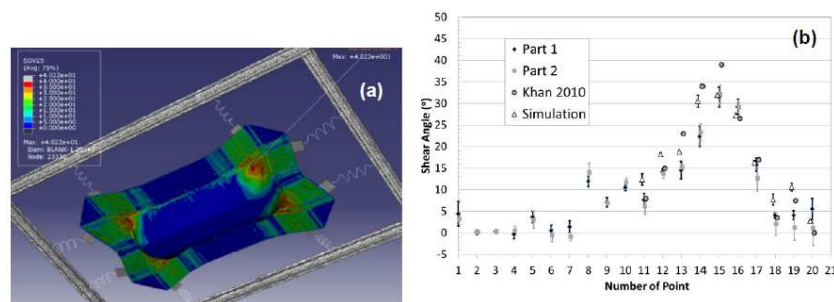 SDV25
(Avg: 75%)
+4.022e+01
+4.000e+01
+3.500e+01
+3.000e+01
+2.500e+01
+2.000e+01
+1.500e+01
+1.000e+01
+5.000e+00
+0.000e+00
Max: +4.022e+01
Node: 
Max: +4.022e+001
(a)
(b)
Shear Angle (°)
50
45
40
35
30
25
20
15
10
5
0
-5
Part 1
Part 2
Khan 2010
Simulation
1 2 3 4 5 6 7 8 9 10 11 12 13 14 15 16 17 18 19 20 21
Number of Point